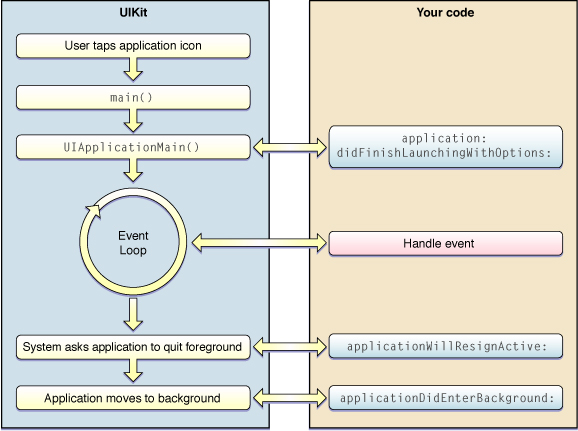 UIKit
Your code
User taps application icon
main()
UIApplicationMain()
application:
didFinishLaunchingWithOptions:
Event
Loop
Handle event
System asks application to quit foreground
applicationWillResignActive:
Application moves to background
applicationDidEnterBackground: